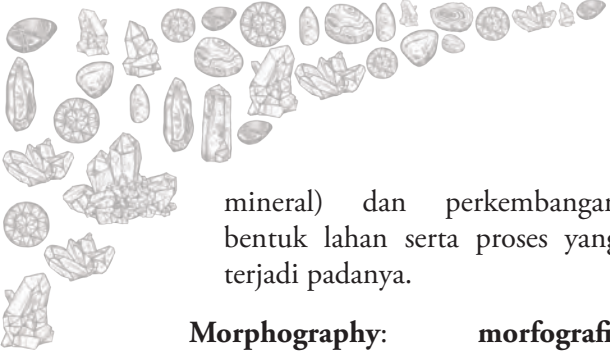 mineral) dan perkembangan
bentuk lahan serta proses yang
terjadi padanya.
Morphography: morfografi